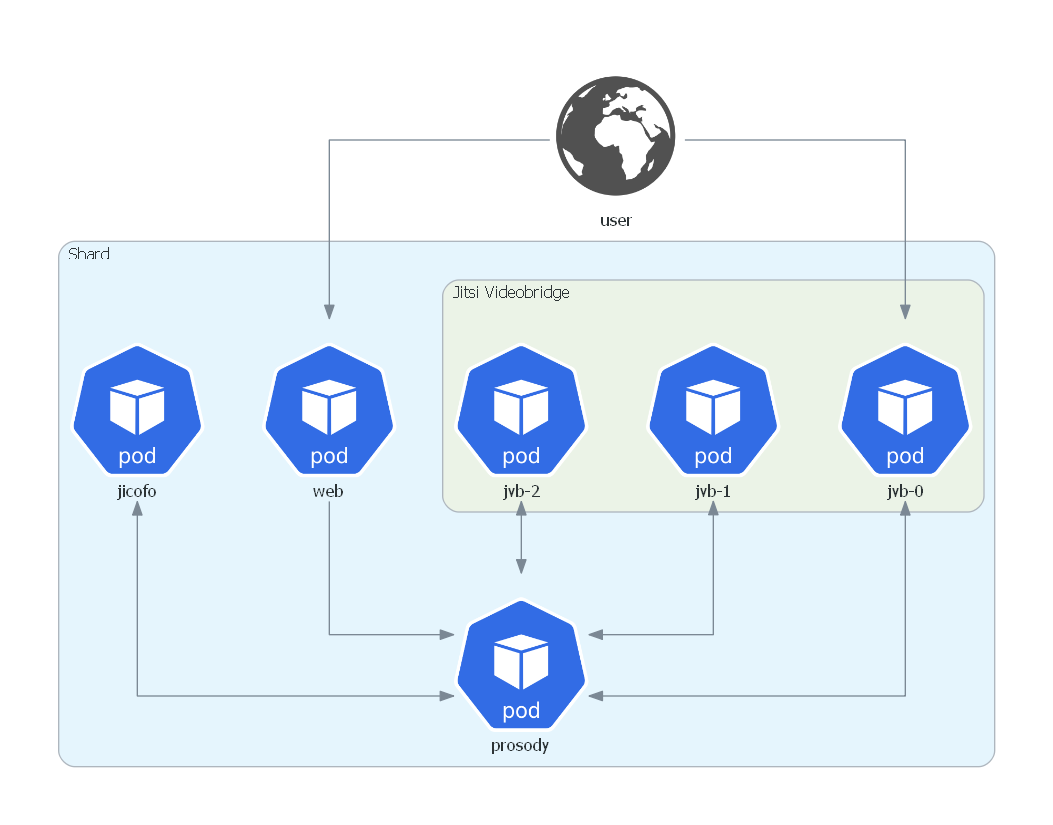 user
Shard
Jitsi Videobridge
pod
pod
pod
pod
pod
jicofo
web
jvb-2
jvb-1
jvb-0
pod
prosody